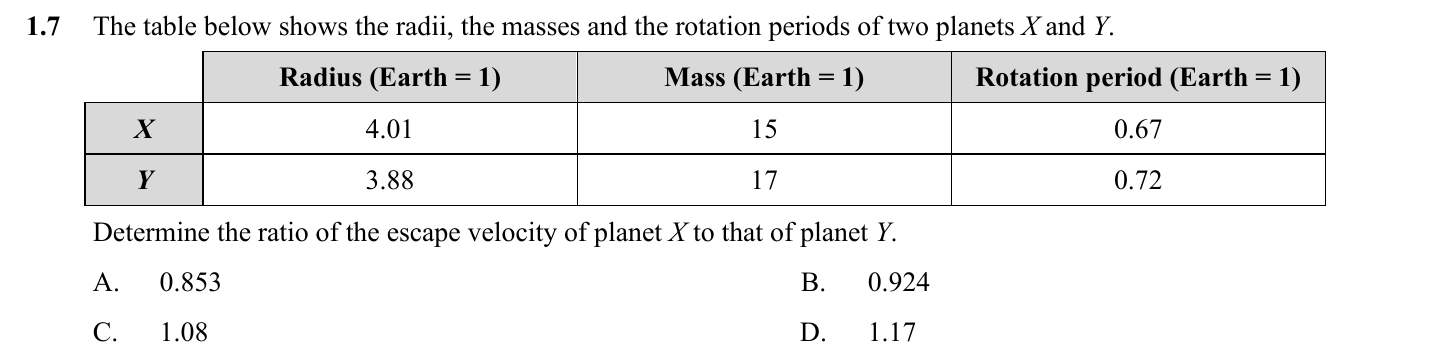 1.7 The table below shows the radii, the masses and the rotation periods of two planets X and Y.
Radius (Earth = 1) Mass (Earth = 1) Rotation period (Earth = 1)
X 4.01 15 0.67
Y 3.88 17 0.72
Determine the ratio of the escape velocity of planet X to that of planet Y.
A. 0.853 B. 0.924
C. 1.08 D. 1.17